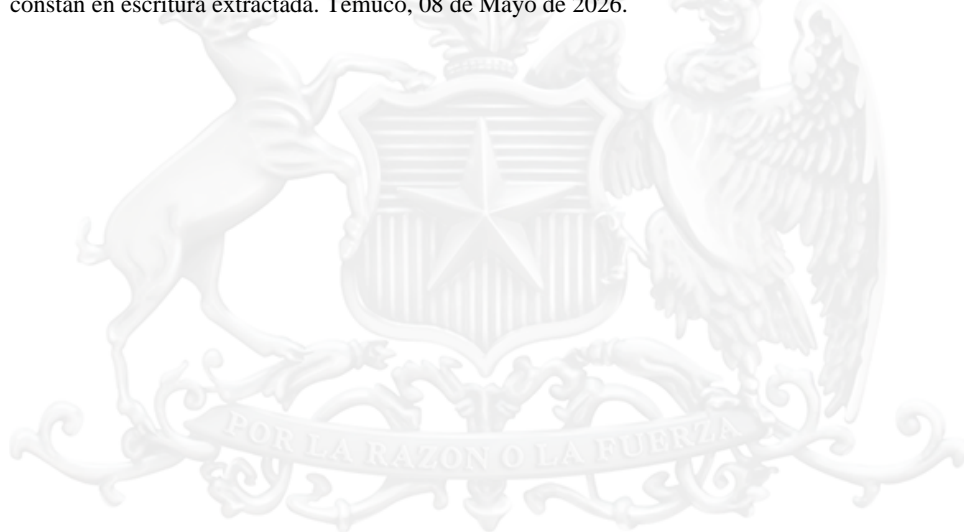 constan en escritura extractada. Temuco, 08 de Mayo de 2026.
POR LA RAZON O LA FUERZA